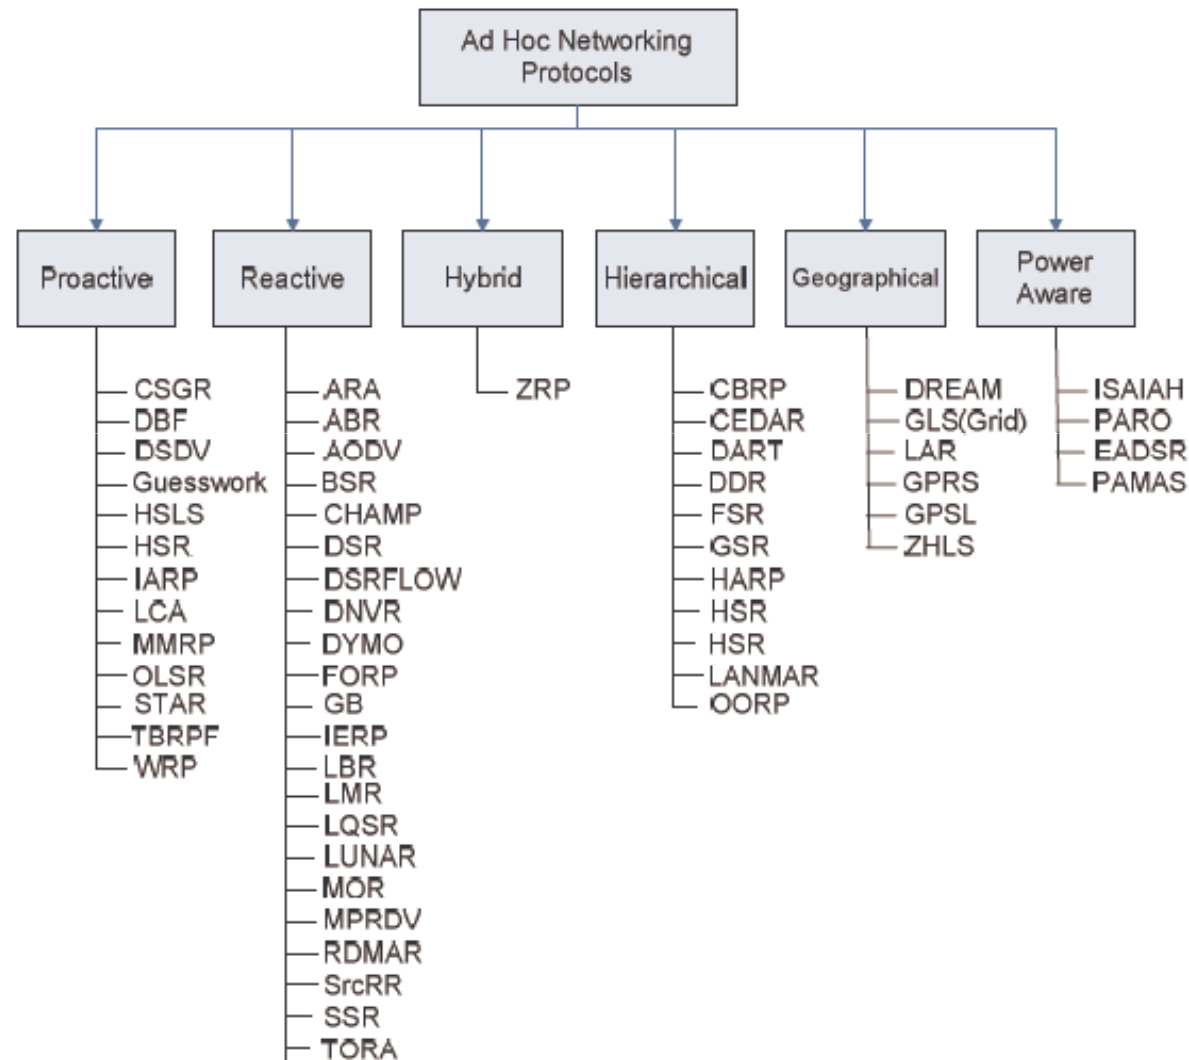 Ad Hoc Networking
Protocols
Proactive
Reactive
Hybrid
Hierarchical
Geographical
Power
Aware
CSGR
DBF
DSDV
Guesswork
HSLS
HSR
IARP
LCA
MMRP
OLSR
STAR
TBRPF
WRP
ARA
ABR
AODV
BSR
CHAMP
DSR
DSRFLOW
DNVR
DYMO
FORP
GB
IERP
LBR
LMR
LQSR
LUNAR
MOR
MPRDV
RDMAR
SrcRR
SSR
TORA
ZRP
CBRP
CEDAR
DART
DDR
FSR
GSR
HARP
HSR
HSR
LANMAR
OORP
DREAM
GLS(Grid)
LAR
GPRS
GPSL
ZHLS
ISAIAH
PARO
EADSR
PAMAS